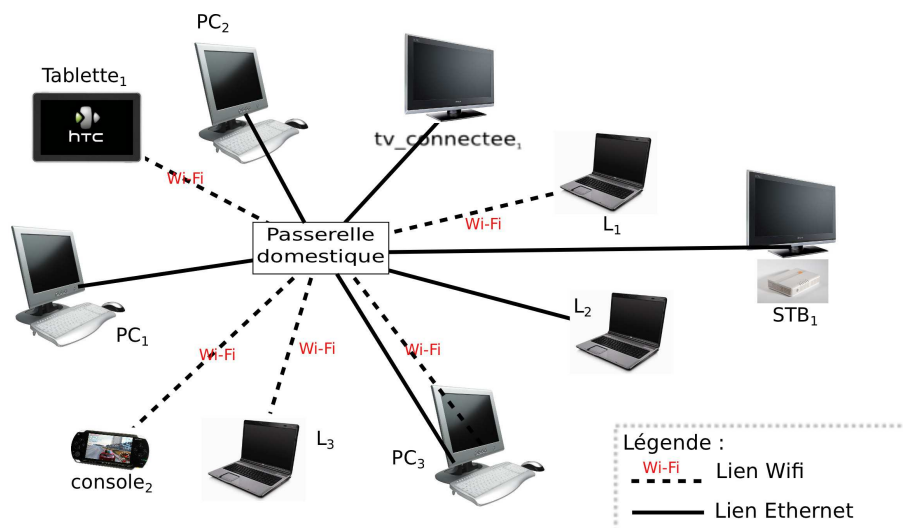 PC₂
Tablette₁
hTC
tv_connectee₁
Wi-Fi
Wi-Fi
L₁
Passerelle
domestique
L₂
STB₁
PC₁
Wi-Fi
Wi-Fi
Wi-Fi
L₃
PC₃
console₂
Légende :
Wi-Fi
Lien Wifi
Lien Ethernet